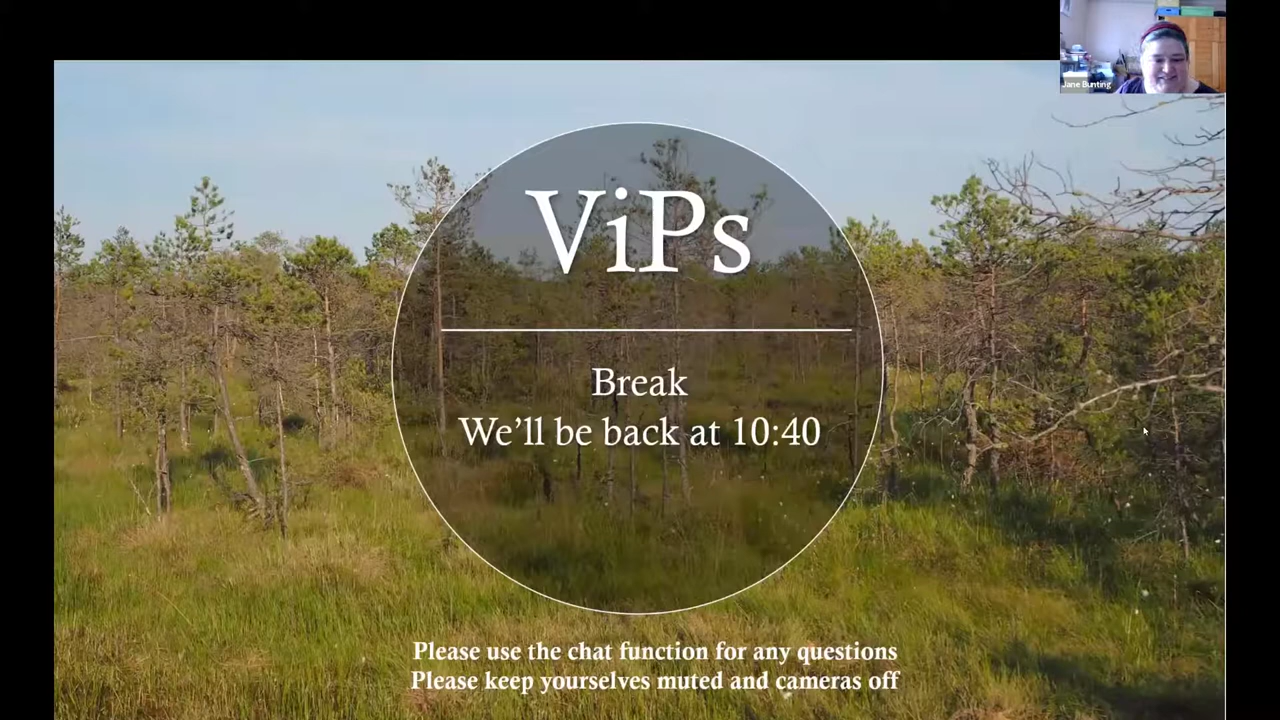 Jane Bunting
ViPs
Break
We'll be back at 10:40
Please use the chat function for any questions
Please keep yourselves muted and cameras off